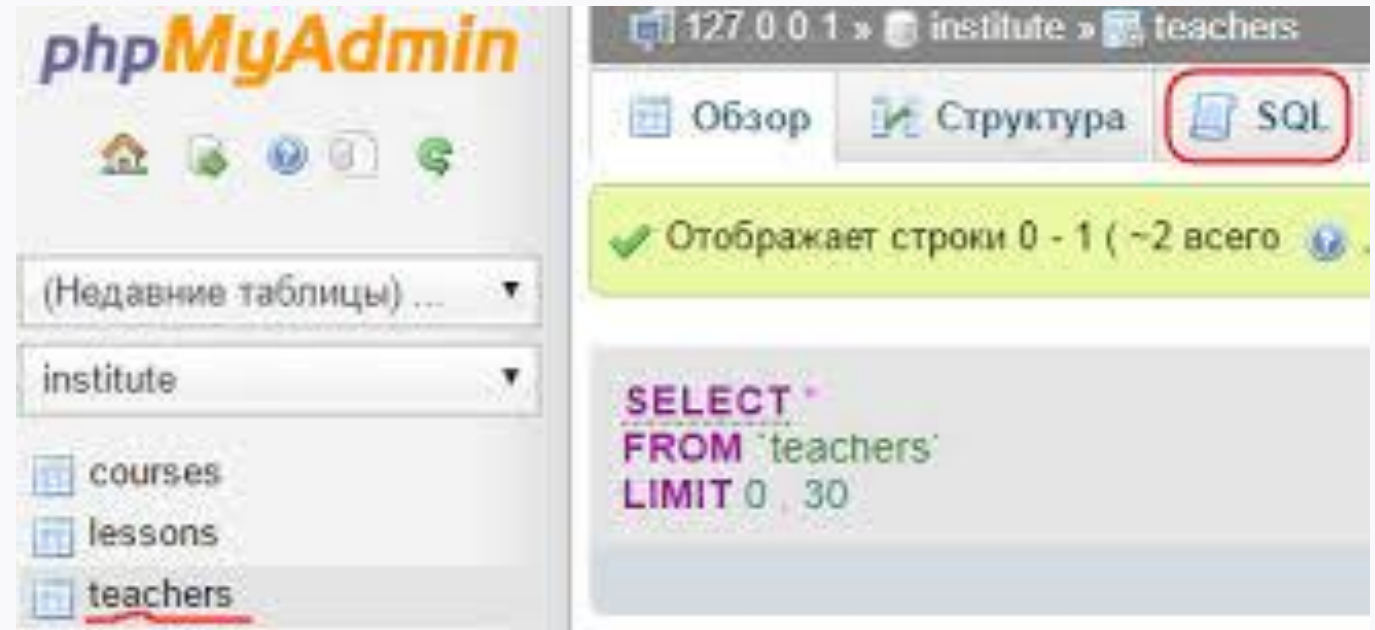 phpMyAdmin
(Недавние таблицы) ...
institute
courses
lessons
teachers
127.0.0.1 » institute » teachers
Обзор Структура SQL
Отображает строки 0 - 1 ( ~2 всего
SELECT *
FROM `teachers`
LIMIT 0 , 30